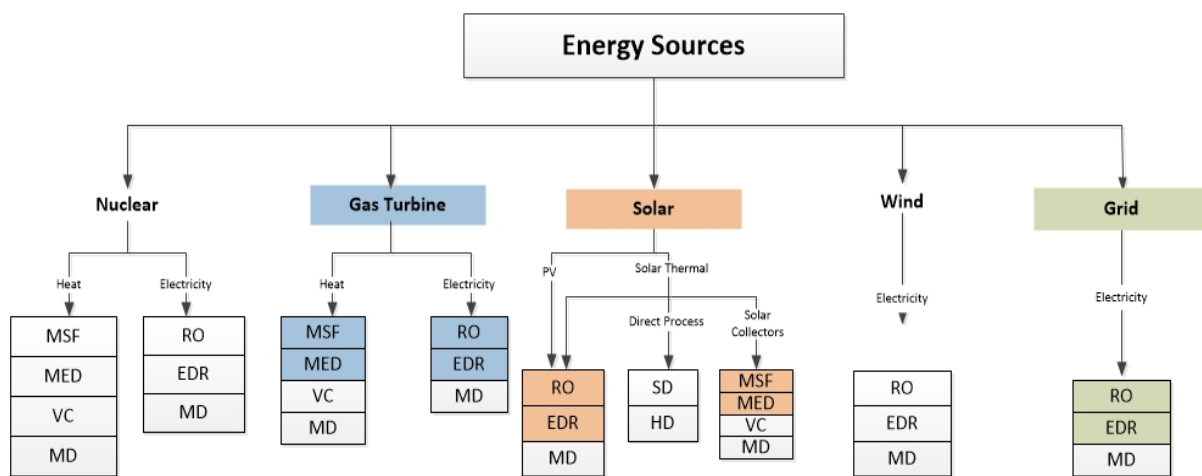 Energy Sources
Nuclear
Gas Turbine
Solar
Wind
Grid
Heat
Electricity
Heat
Electricity
PV
Solar Thermal
Direct Process
Solar
Collectors
Electricity
Electricity
MSF
MED
VC
MD
RO
EDR
MD
MSF
MED
VC
MD
RO
EDR
MD
RO
EDR
MD
SD
HD
MSF
MED
VC
MD
RO
EDR
MD
RO
EDR
MD